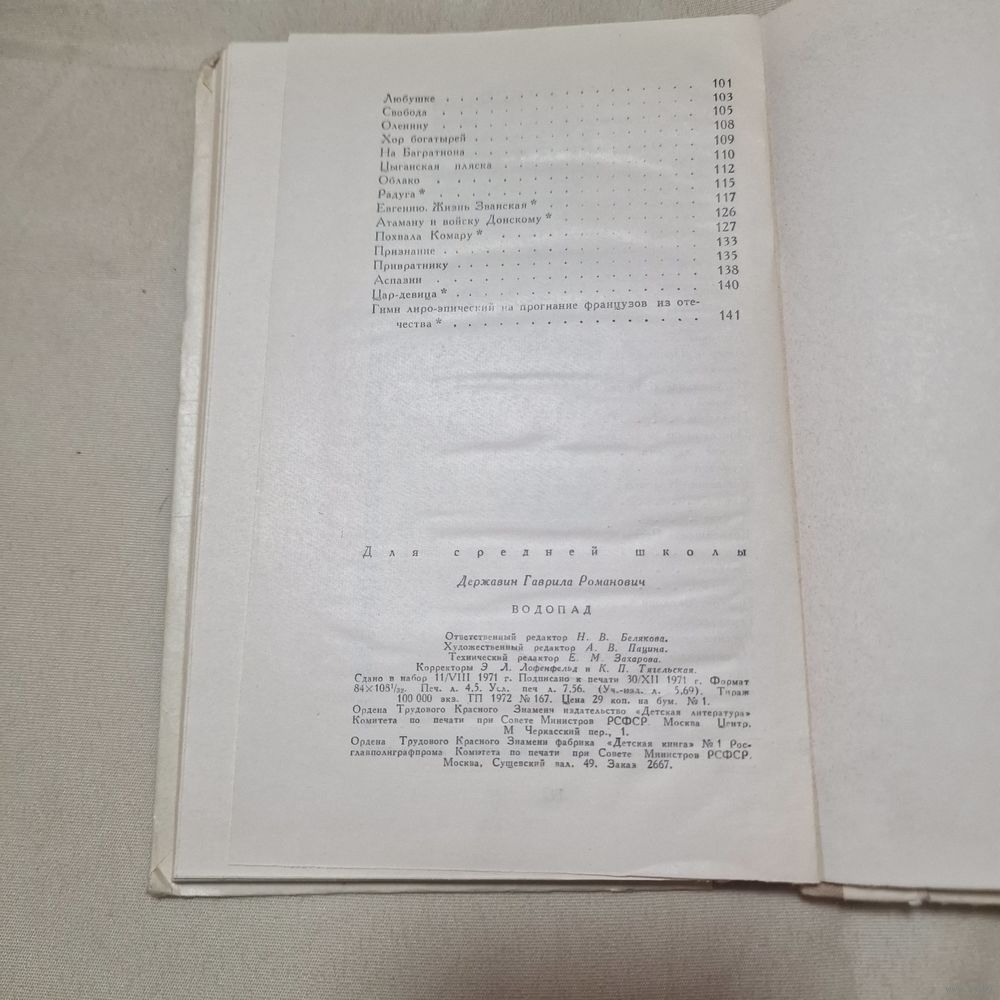 Любушке . . . . . . . . . . . . . . . . 101
Свобода . . . . . . . . . . . . . . . . 103
Оленину . . . . . . . . . . . . . . . . 105
Хор богатырей . . . . . . . . . . . . . 108
На Багратиона . . . . . . . . . . . . . 109
Цыганская пляска . . . . . . . . . . . 110
Облако . . . . . . . . . . . . . . . . 112
Радуга * . . . . . . . . . . . . . . . 115
Евгению. Жизнь Званская * . . . . . . . 117
Атаману и войску Донскому * . . . . . . 126
Похвала Комару * . . . . . . . . . . . 127
Признание . . . . . . . . . . . . . . . 133
Привратнику . . . . . . . . . . . . . . 135
Аспазии . . . . . . . . . . . . . . . . 138
Цар-девица * . . . . . . . . . . . . . 140
Гимн лиро-эпический на прогнание французов из оте-
чества * . . . . . . . . . . . . . . . 141
Для средней школы
Державин Гаврила Романович
ВОДОПАД
Ответственный редактор Н. В. Белякова.
Художественный редактор А. В. Пацина.
Технический редактор Е. М. Захарова.
Корректоры Э. Л. Лофенфельд и К. П. Тягельская.
Сдано в набор 11/VIII 1971 г. Подписано к печати 30/XII 1971 г. Формат
84×108 1/32. Печ. л. 4.5. Усл. печ л. 7.56. (Уч.-изд. л. 5,69). Тираж
100 000 экз. ТП 1972 № 167. Цена 29 коп. на бум. № 1.
Ордена Трудового Красного Знамени издательство «Детская литература»
Комитета по печати при Совете Министров РСФСР. Москва Центр,
М Черкасский пер., 1.
Ордена Трудового Красного Знамени фабрика «Детская книга» № 1 Рос-
главполиграфпрома Комитета по печати при Совете Министров РСФСР.
Москва, Сущевский вал. 49. Заказ 2667.